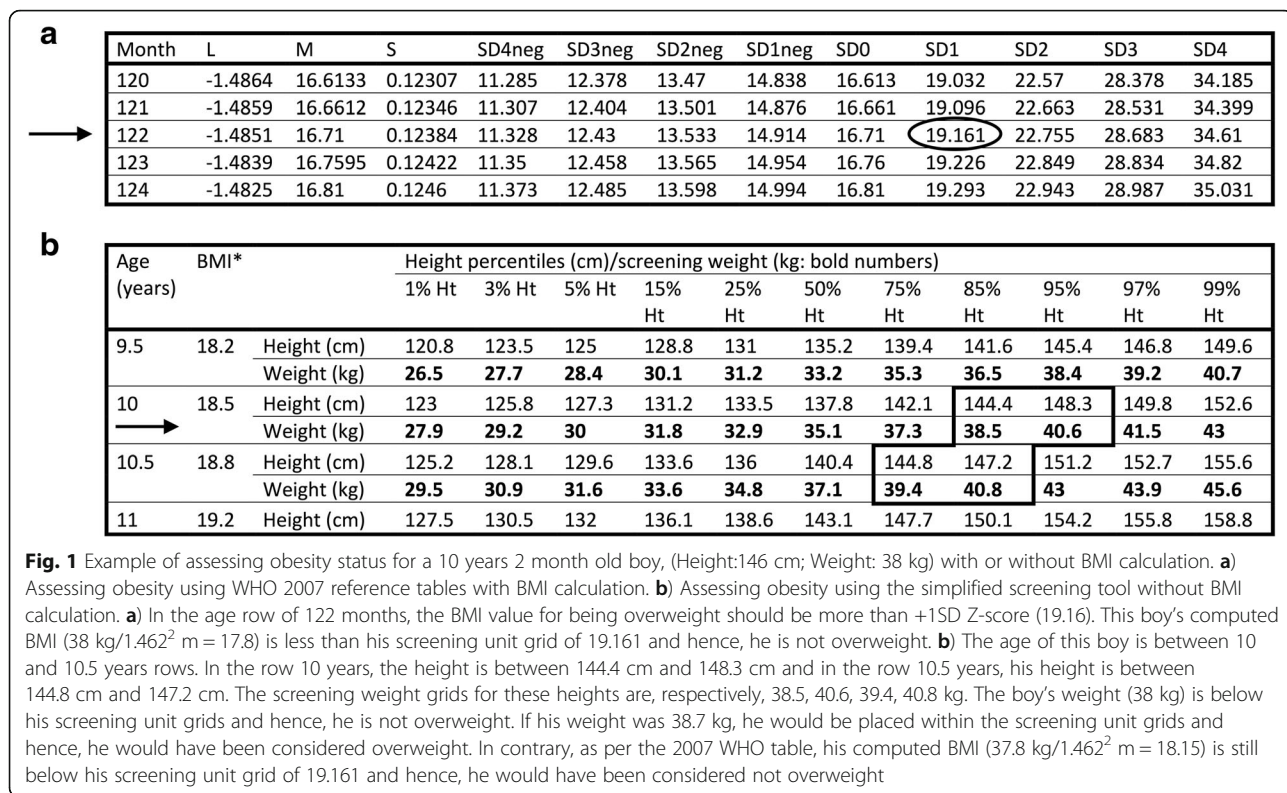 a
Month L M S SD4neg SD3neg SD2neg SD1neg SD0 SD1 SD2 SD3 SD4
120 -1.4864 16.6133 0.12307 11.285 12.378 13.47 14.838 16.613 19.032 22.57 28.378 34.185
121 -1.4859 16.6612 0.12346 11.307 12.404 13.501 14.876 16.661 19.096 22.663 28.531 34.399
122 -1.4851 16.71 0.12384 11.328 12.43 13.533 14.914 16.71 19.161 22.755 28.683 34.61
123 -1.4839 16.7595 0.12422 11.35 12.458 13.565 14.954 16.76 19.226 22.849 28.834 34.82
124 -1.4825 16.81 0.1246 11.373 12.485 13.598 14.994 16.81 19.293 22.943 28.987 35.031
b
Age BMI* Height percentiles (cm)/screening weight (kg: bold numbers)
(years) 1% Ht 3% Ht 5% Ht 15% 25% 50% 75% 85% 95% 97% 99%
Ht Ht Ht Ht Ht Ht Ht Ht
9.5 18.2 Height (cm) 120.8 123.5 125 128.8 131 135.2 139.4 141.6 145.4 146.8 149.6
Weight (kg) 26.5 27.7 28.4 30.1 31.2 33.2 35.3 36.5 38.4 39.2 40.7
10 18.5 Height (cm) 123 125.8 127.3 131.2 133.5 137.8 142.1 144.4 148.3 149.8 152.6
Weight (kg) 27.9 29.2 30 31.8 32.9 35.1 37.3 38.5 40.6 41.5 43
10.5 18.8 Height (cm) 125.2 128.1 129.6 133.6 136 140.4 144.8 147.2 151.2 152.7 155.6
Weight (kg) 29.5 30.9 31.6 33.6 34.8 37.1 39.4 40.8 43 43.9 45.6
11 19.2 Height (cm) 127.5 130.5 132 136.1 138.6 143.1 147.7 150.1 154.2 155.8 158.8
Fig. 1 Example of assessing obesity status for a 10 years 2 month old boy, (Height:146 cm; Weight: 38 kg) with or without BMI calculation. a)
Assessing obesity using WHO 2007 reference tables with BMI calculation. b) Assessing obesity using the simplified screening tool without BMI
calculation. a) In the age row of 122 months, the BMI value for being overweight should be more than +1SD Z-score (19.16). This boy's computed
BMI (38 kg/1.462² m = 17.8) is less than his screening unit grid of 19.161 and hence, he is not overweight. b) The age of this boy is between 10
and 10.5 years rows. In the row 10 years, the height is between 144.4 cm and 148.3 cm and in the row 10.5 years, his height is between
144.8 cm and 147.2 cm. The screening weight grids for these heights are, respectively, 38.5, 40.6, 39.4, 40.8 kg. The boy's weight (38 kg) is below
his screening unit grids and hence, he is not overweight. If his weight was 38.7 kg, he would be placed within the screening unit grids and
hence, he would have been considered overweight. In contrary, as per the 2007 WHO table, his computed BMI (37.8 kg/1.462² m = 18.15) is still
below his screening unit grid of 19.161 and hence, he would have been considered not overweight